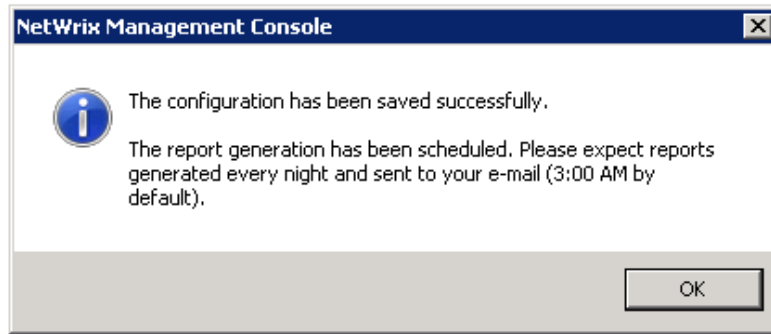 NetWrix Management Console
The configuration has been saved successfully.
The report generation has been scheduled. Please expect reports
generated every night and sent to your e-mail (3:00 AM by
default).
OK